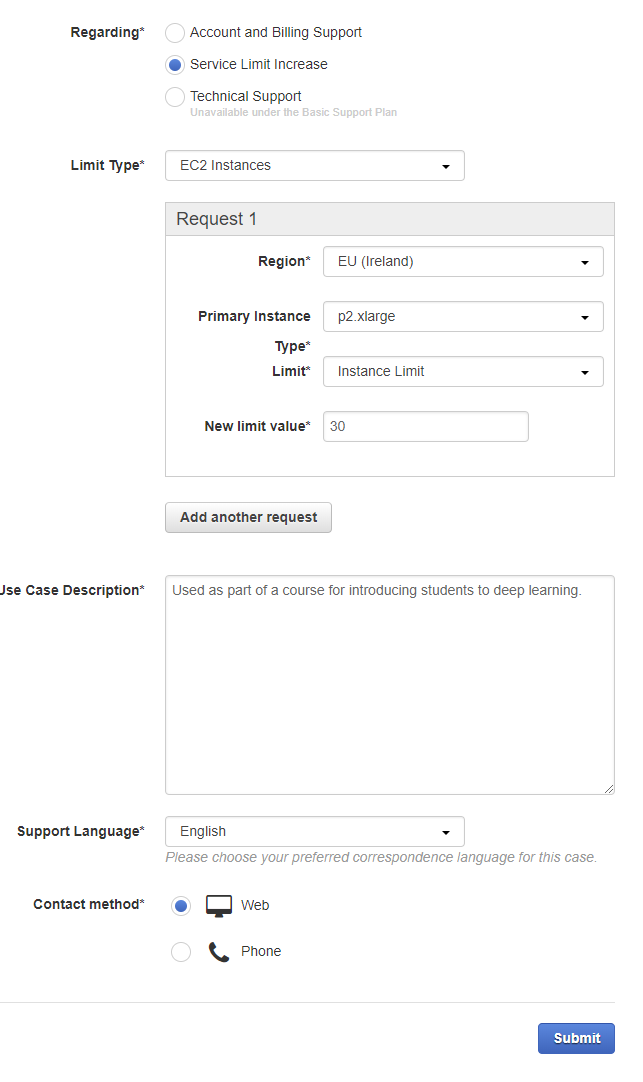 Regarding* Account and Billing Support
Service Limit Increase
Technical Support
Unavailable under the Basic Support Plan
Limit Type* EC2 Instances
Request 1
Region* EU (Ireland)
Primary Instance p2.xlarge
Type*
Limit* Instance Limit
New limit value* 30
Add another request
Use Case Description* Used as part of a course for introducing students to deep learning.
Support Language* English
Please choose your preferred correspondence language for this case.
Contact method* Web
Phone
Submit